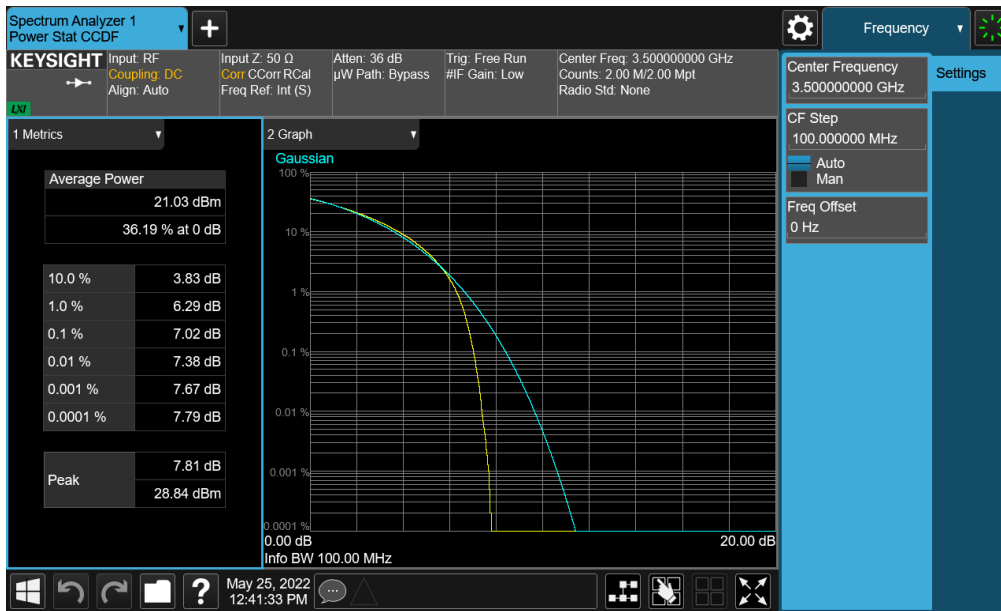 Spectrum Analyzer 1
Power Stat CCDF
Frequency
KEYSIGHT
LXI
Input: RF
Coupling: DC
Align: Auto
Input Z: 50 Ω
Corr CCorr RCal
Freq Ref: Int (S)
Atten: 36 dB
µW Path: Bypass
Trig: Free Run
#IF Gain: Low
Center Freq: 3.500000000 GHz
Counts: 2.00 M/2.00 Mpt
Radio Std: None
Center Frequency
3.500000000 GHz
Settings
CF Step
100.000000 MHz
Auto
Man
Freq Offset
0 Hz
1 Metrics
Average Power
21.03 dBm
36.19 % at 0 dB
10.0 % 3.83 dB
1.0 % 6.29 dB
0.1 % 7.02 dB
0.01 % 7.38 dB
0.001 % 7.67 dB
0.0001 % 7.79 dB
Peak
7.81 dB
28.84 dBm
2 Graph
Gaussian
100 %
10 %
1 %
0.1 %
0.01 %
0.001 %
0.0001 %
0.00 dB 20.00 dB
Info BW 100.00 MHz
?
May 25, 2022
12:41:33 PM